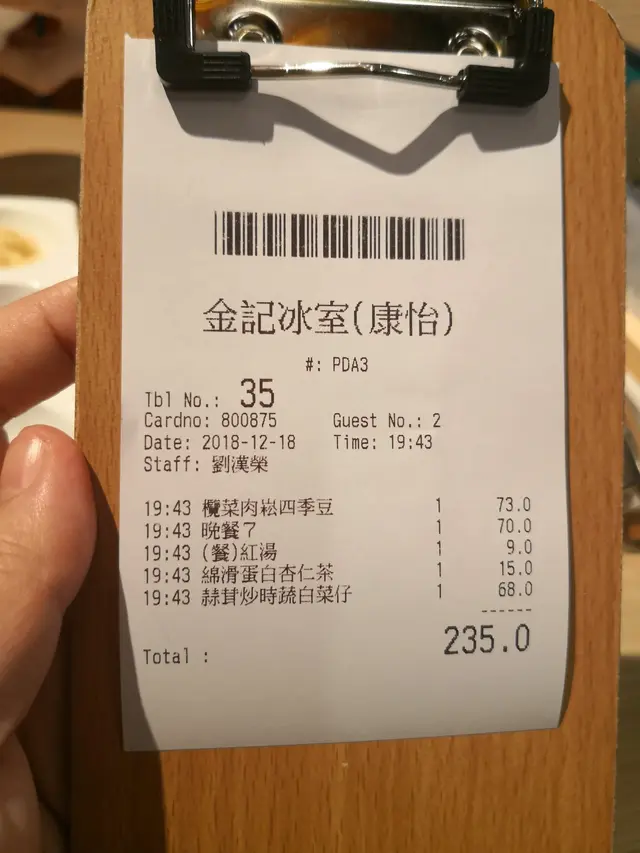 金記冰室(康怡)
#: PDA3
Tbl No.: 35
Cardno: 800875 Guest No.: 2
Date: 2018-12-18 Time: 19:43
Staff: 劉漢榮
19:43 欖菜肉崧四季豆 1 73.0
19:43 晚餐7 1 70.0
19:43 (餐)紅湯 1 9.0
19:43 綿滑蛋白杏仁茶 1 15.0
19:43 蒜茸炒時蔬白菜仔 1 68.0
------
Total : 235.0